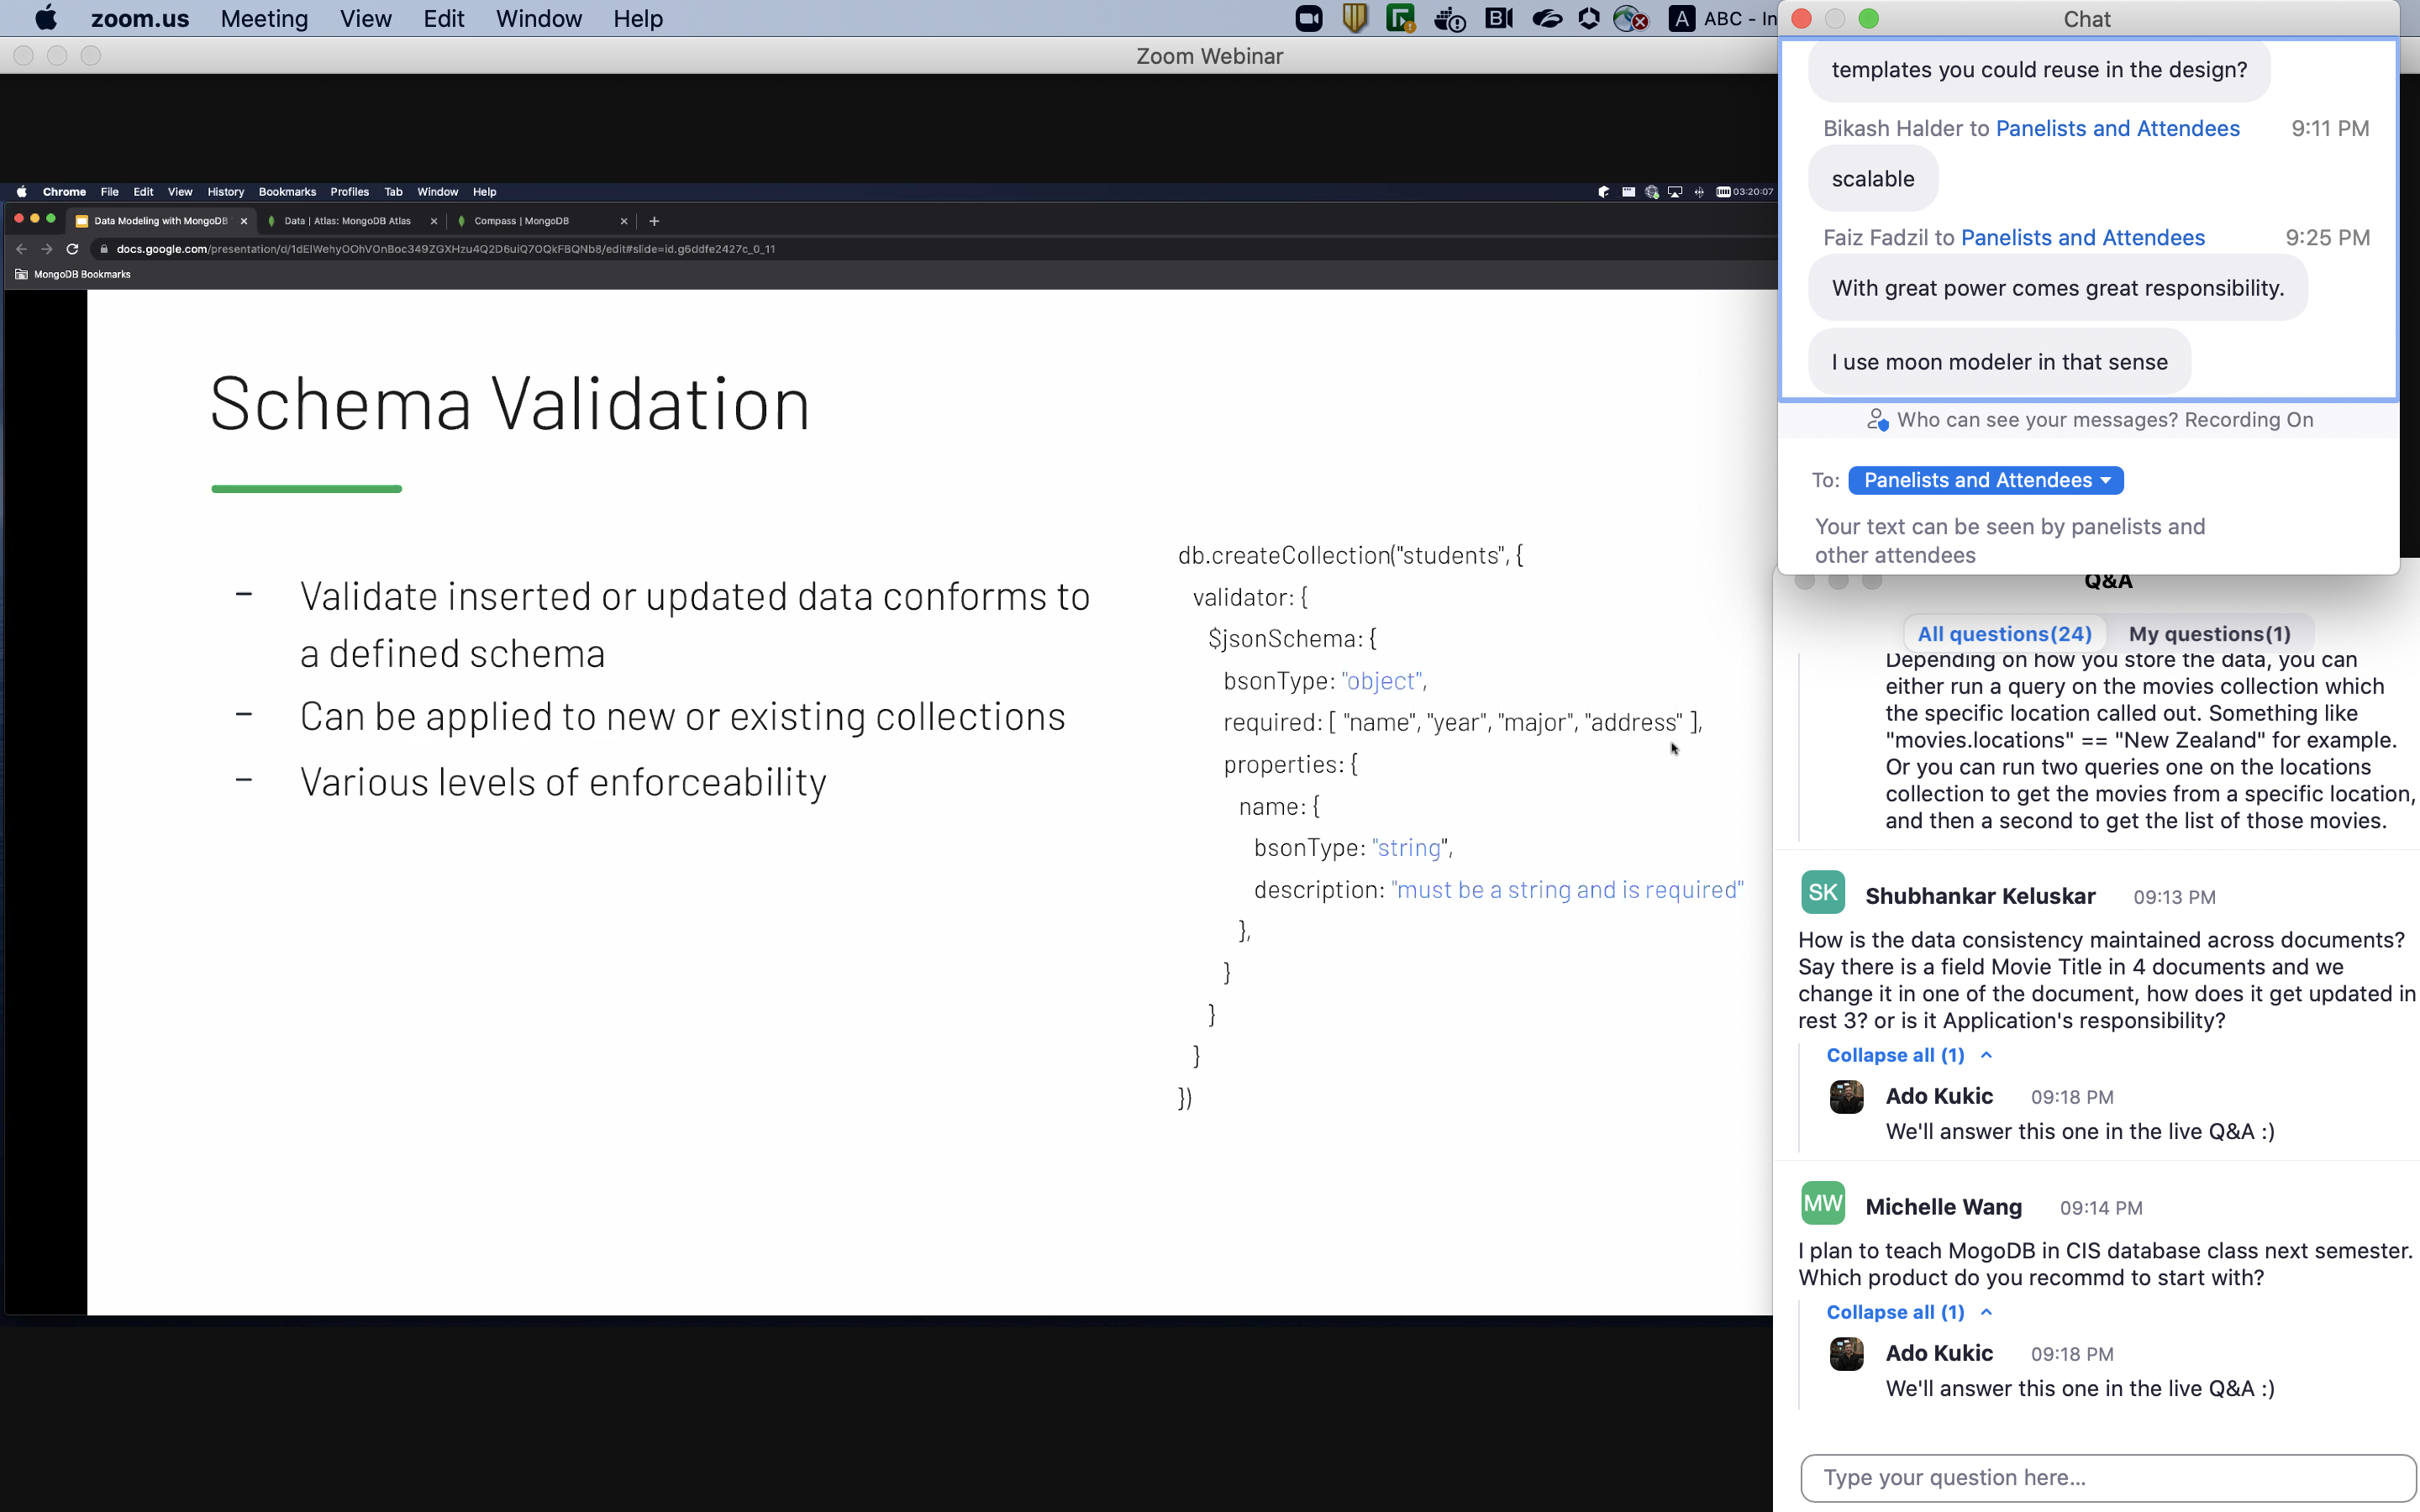 zoom.us Meeting View Edit Window Help
ABC - In
Zoom Webinar
Chrome File Edit View History Bookmarks Profiles Tab Window Help
03:20:07
Data Modeling with MongoDB
Data | Atlas: MongoDB Atlas
Compass | MongoDB
docs.google.com/presentation/d/1dElWehyOOhVOnBoc349ZGXHzu4Q2D6uiQ7OQkFBQNb8/edit#slide=id.g6ddfe2427c_0_11
MongoDB Bookmarks
Schema Validation
- Validate inserted or updated data conforms to
a defined schema
- Can be applied to new or existing collections
- Various levels of enforceability
db.createCollection("students", {
validator: {
$jsonSchema: {
bsonType: "object",
required: [ "name", "year", "major", "address" ],
properties: {
name: {
bsonType: "string",
description: "must be a string and is required"
},
}
}
}
})
Chat
templates you could reuse in the design?
Bikash Halder to Panelists and Attendees 9:11 PM
scalable
Faiz Fadzil to Panelists and Attendees 9:25 PM
With great power comes great responsibility.
I use moon modeler in that sense
Who can see your messages? Recording On
To: Panelists and Attendees
Your text can be seen by panelists and
other attendees
Q&A
All questions(24) My questions(1)
Depending on how you store the data, you can
either run a query on the movies collection which
the specific location called out. Something like
"movies.locations" == "New Zealand" for example.
Or you can run two queries one on the locations
collection to get the movies from a specific location,
and then a second to get the list of those movies.
SK Shubhankar Keluskar 09:13 PM
How is the data consistency maintained across documents?
Say there is a field Movie Title in 4 documents and we
change it in one of the document, how does it get updated in
rest 3? or is it Application's responsibility?
Collapse all (1)
Ado Kukic 09:18 PM
We'll answer this one in the live Q&A :)
MW Michelle Wang 09:14 PM
I plan to teach MogoDB in CIS database class next semester.
Which product do you recommd to start with?
Collapse all (1)
Ado Kukic 09:18 PM
We'll answer this one in the live Q&A :)
Type your question here...